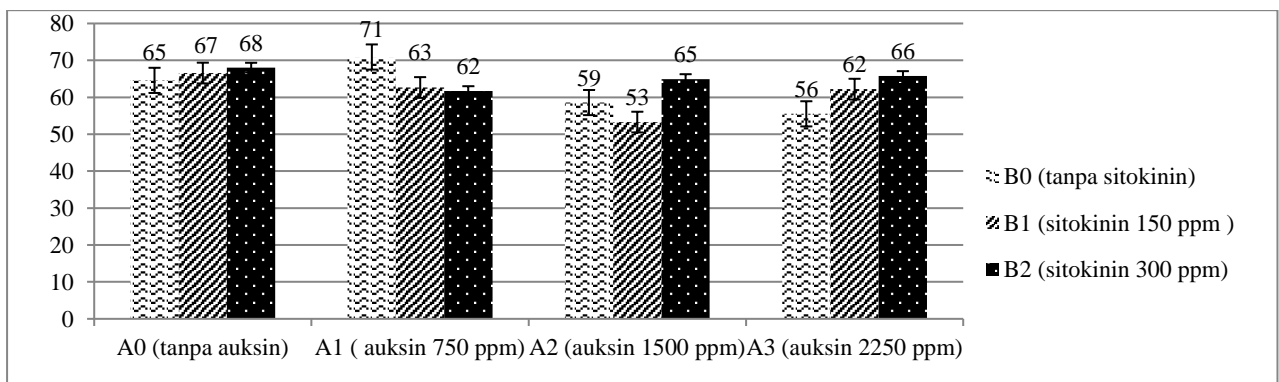 80
70
60
50
40
30
20
10
0
65 67 68
71 63 62
59 53 65
56 62 66
A0 (tanpa auksin) A1 ( auksin 750 ppm) A2 (auksin 1500 ppm) A3 (auksin 2250 ppm)
B0 (tanpa sitokinin)
B1 (sitokinin 150 ppm )
B2 (sitokinin 300 ppm)